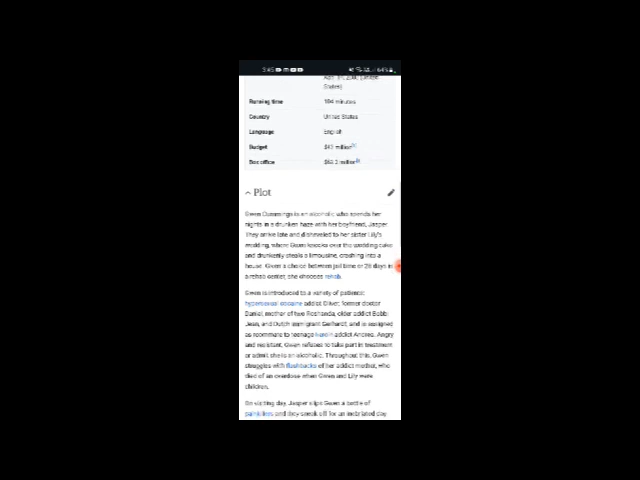 States)
Running time 104 minutes
Country United States
Language English
Budget $43 million
Box office
Plot
Gwen Cummings is an alcoholic who spends her
nights in a drunken haze with her boyfriend, Jasper.
They arrive late and disheveled to her sister Lily's
wedding, where Gwen knocks over the wedding cake
and drunkenly steals a limousine, crashing into a
house. Given a choice between jail time or 28 days in
a rehab center, she chooses rehab.
Gwen is introduced to a variety of patients:
hypersexual cocaine addict Oliver, former doctor
Daniel, mother of two Roshanda, older addict Bobbi
Jean, and Dutch immigrant Gerhardt, and is assigned
as roommate to teenage heroin addict Andrea. Angry
and resistant, Gwen refuses to take part in treatment
or admit she is an alcoholic. Throughout this, Gwen
struggles with flashbacks of her addict mother, who
died of an overdose when Gwen and Lily were
children.
On visiting day, Jasper slips Gwen a bottle of
painkillers and they sneak off for an inebriated day